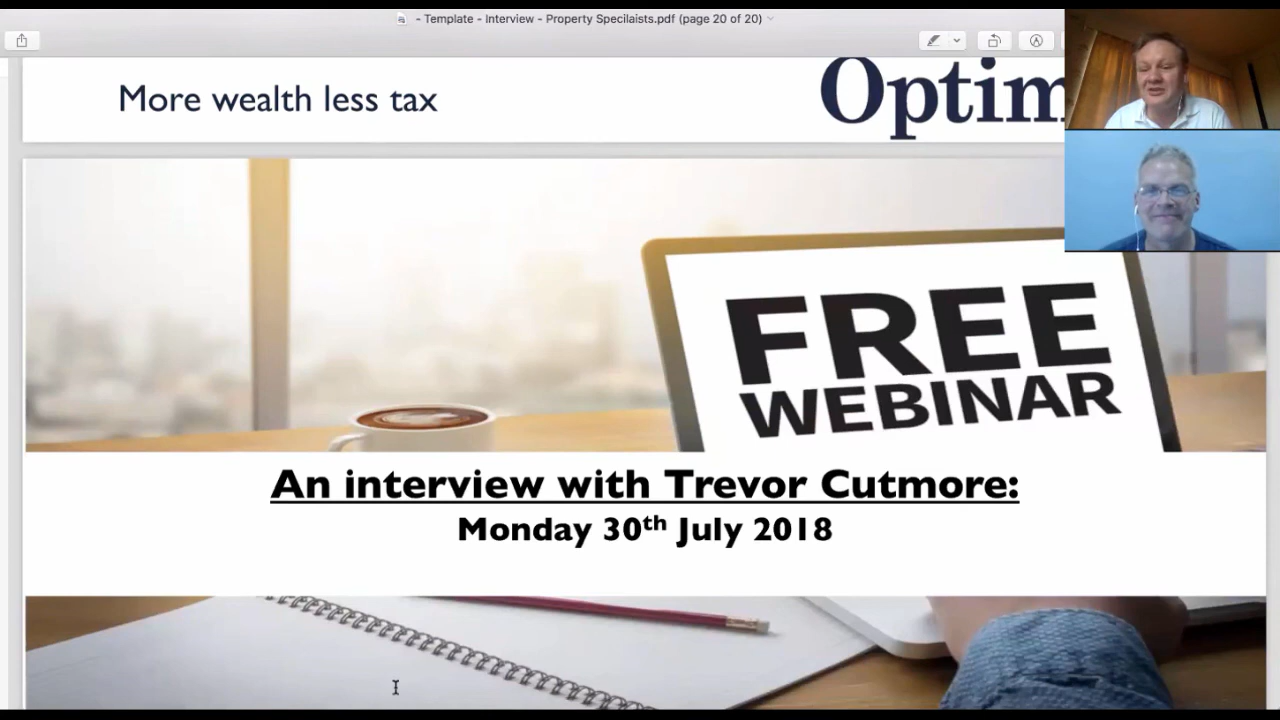 - Template - Interview - Property Specilaists.pdf (page 20 of 20)
More wealth less tax
Optim
FREE
WEBINAR
An interview with Trevor Cutmore:
Monday 30th July 2018